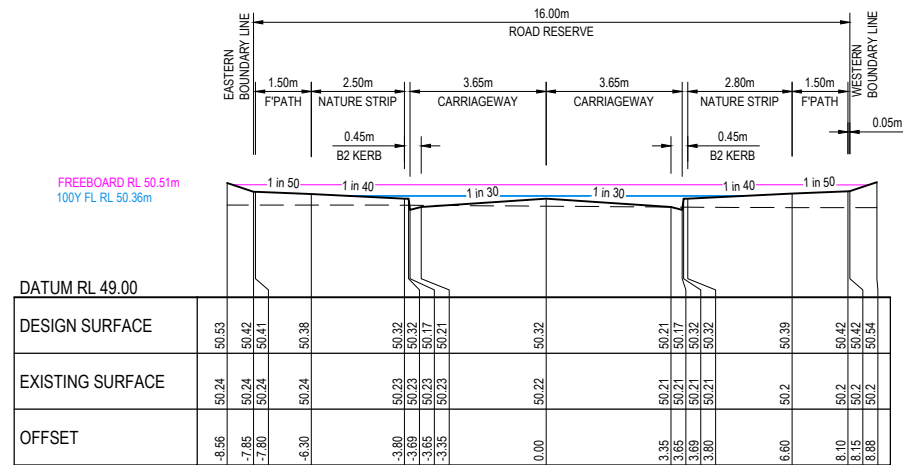 16.00m
ROAD RESERVE
EASTERN
BOUNDARY LINE
WESTERN
BOUNDARY LINE
1.50m
F'PATH
2.50m
NATURE STRIP
3.65m
CARRIAGEWAY
3.65m
CARRIAGEWAY
2.80m
NATURE STRIP
1.50m
F'PATH
0.05m
0.45m
B2 KERB
0.45m
B2 KERB
FREEBOARD RL 50.51m
100Y FL RL 50.36m
1 in 50
1 in 40
1 in 30
1 in 30
1 in 40
1 in 50
DATUM RL 49.00
DESIGN SURFACE 50.53 50.42 50.41 50.38 50.32 50.32 50.17 50.21 50.32 50.21 50.17 50.32 50.32 50.39 50.42 50.42 50.54
EXISTING SURFACE 50.24 50.24 50.24 50.24 50.23 50.23 50.23 50.23 50.22 50.21 50.21 50.21 50.21 50.2 50.2 50.2 50.2
OFFSET -8.56 -7.85 -7.80 -6.30 -3.80 -3.69 -3.65 -3.35 0.00 3.35 3.65 3.69 3.80 6.60 8.10 8.15 8.88